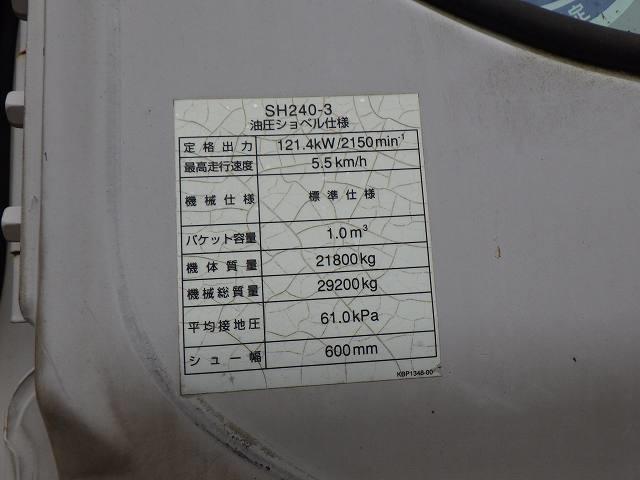 定
SH240-3
油圧ショベル仕様
定格出力 121.4kW/2150min⁻¹
最高走行速度 5.5km/h
機械仕様 標準仕様
バケット容量 1.0m³
機体質量 21800kg
機械総質量 29200kg
平均接地圧 61.0kPa
シュー幅 600mm
KBP1348-00